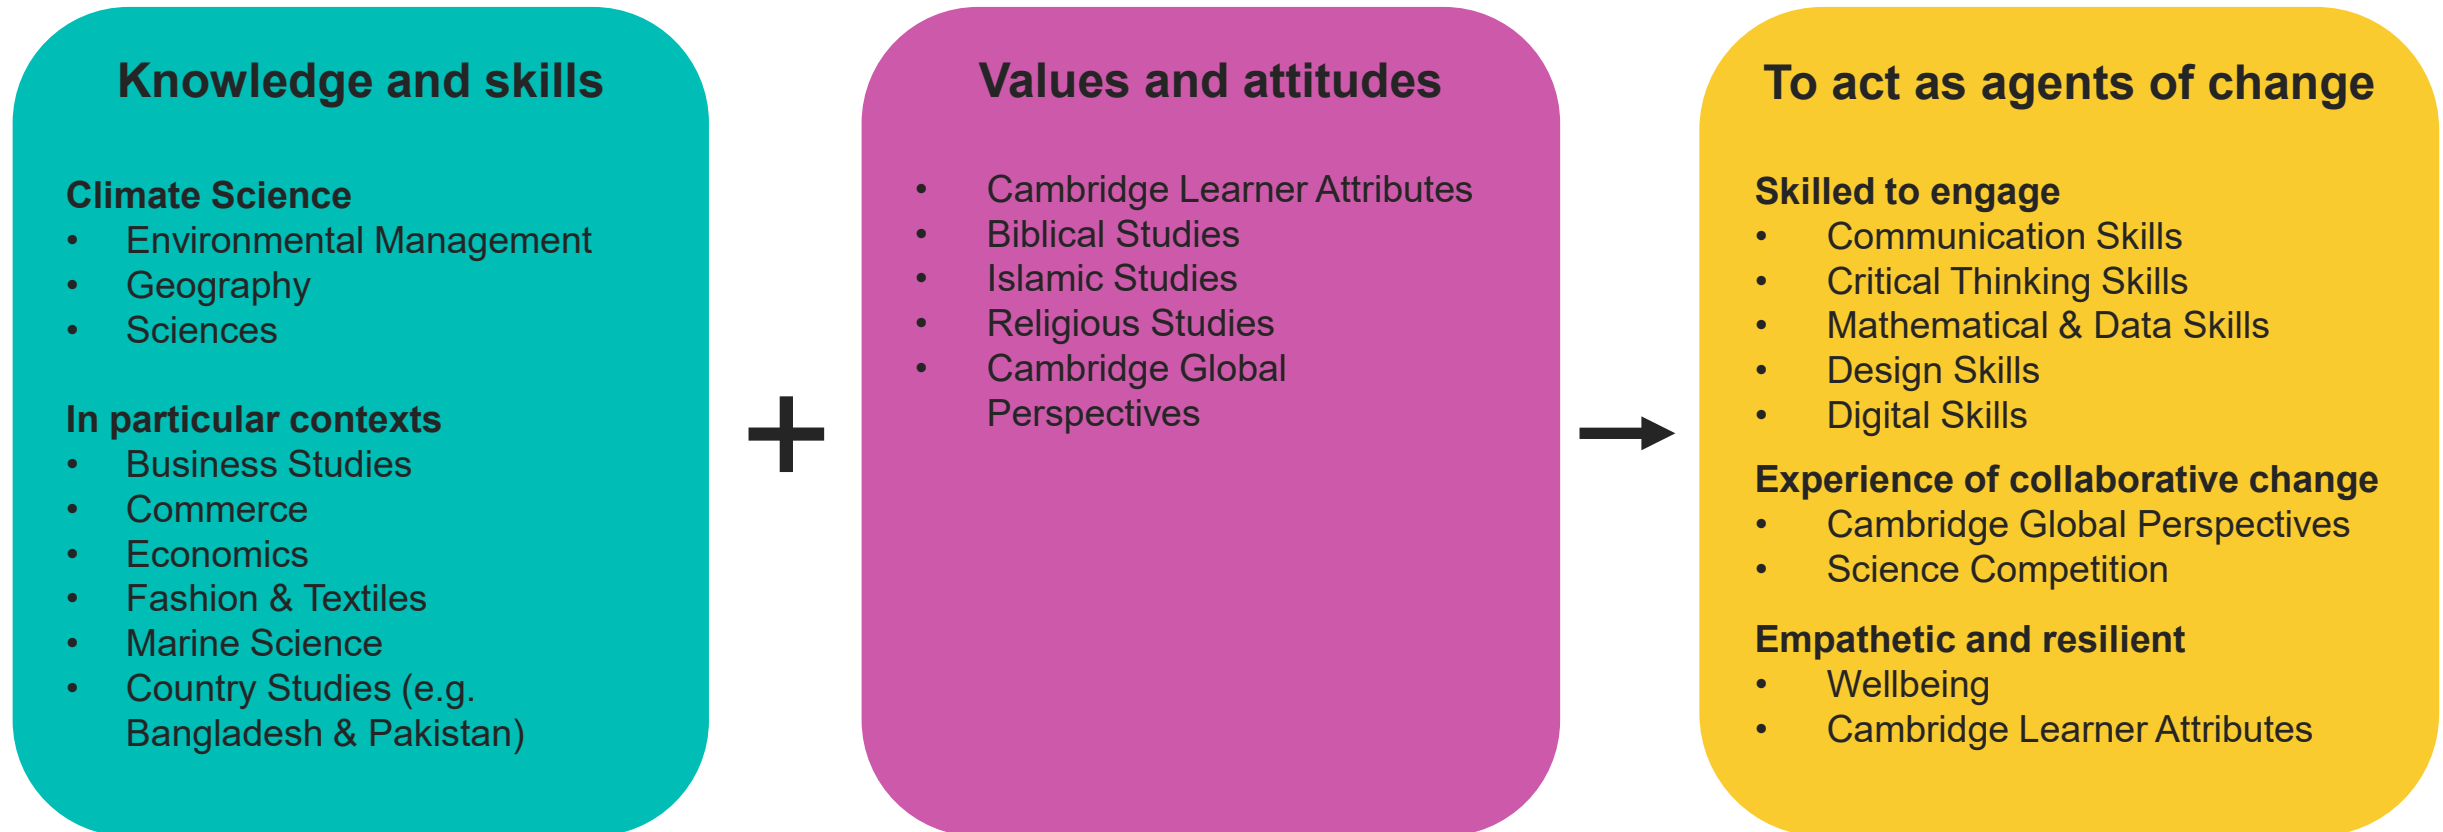 Knowledge and skills
Climate Science
• Environmental Management
• Geography
• Sciences
In particular contexts
• Business Studies
• Commerce
• Economics
• Fashion & Textiles
• Marine Science
• Country Studies (e.g.
Bangladesh & Pakistan)
+
Values and attitudes
• Cambridge Learner Attributes
• Biblical Studies
• Islamic Studies
• Religious Studies
• Cambridge Global
Perspectives
To act as agents of change
Skilled to engage
• Communication Skills
• Critical Thinking Skills
• Mathematical & Data Skills
• Design Skills
• Digital Skills
Experience of collaborative change
• Cambridge Global Perspectives
• Science Competition
Empathetic and resilient
• Wellbeing
• Cambridge Learner Attributes